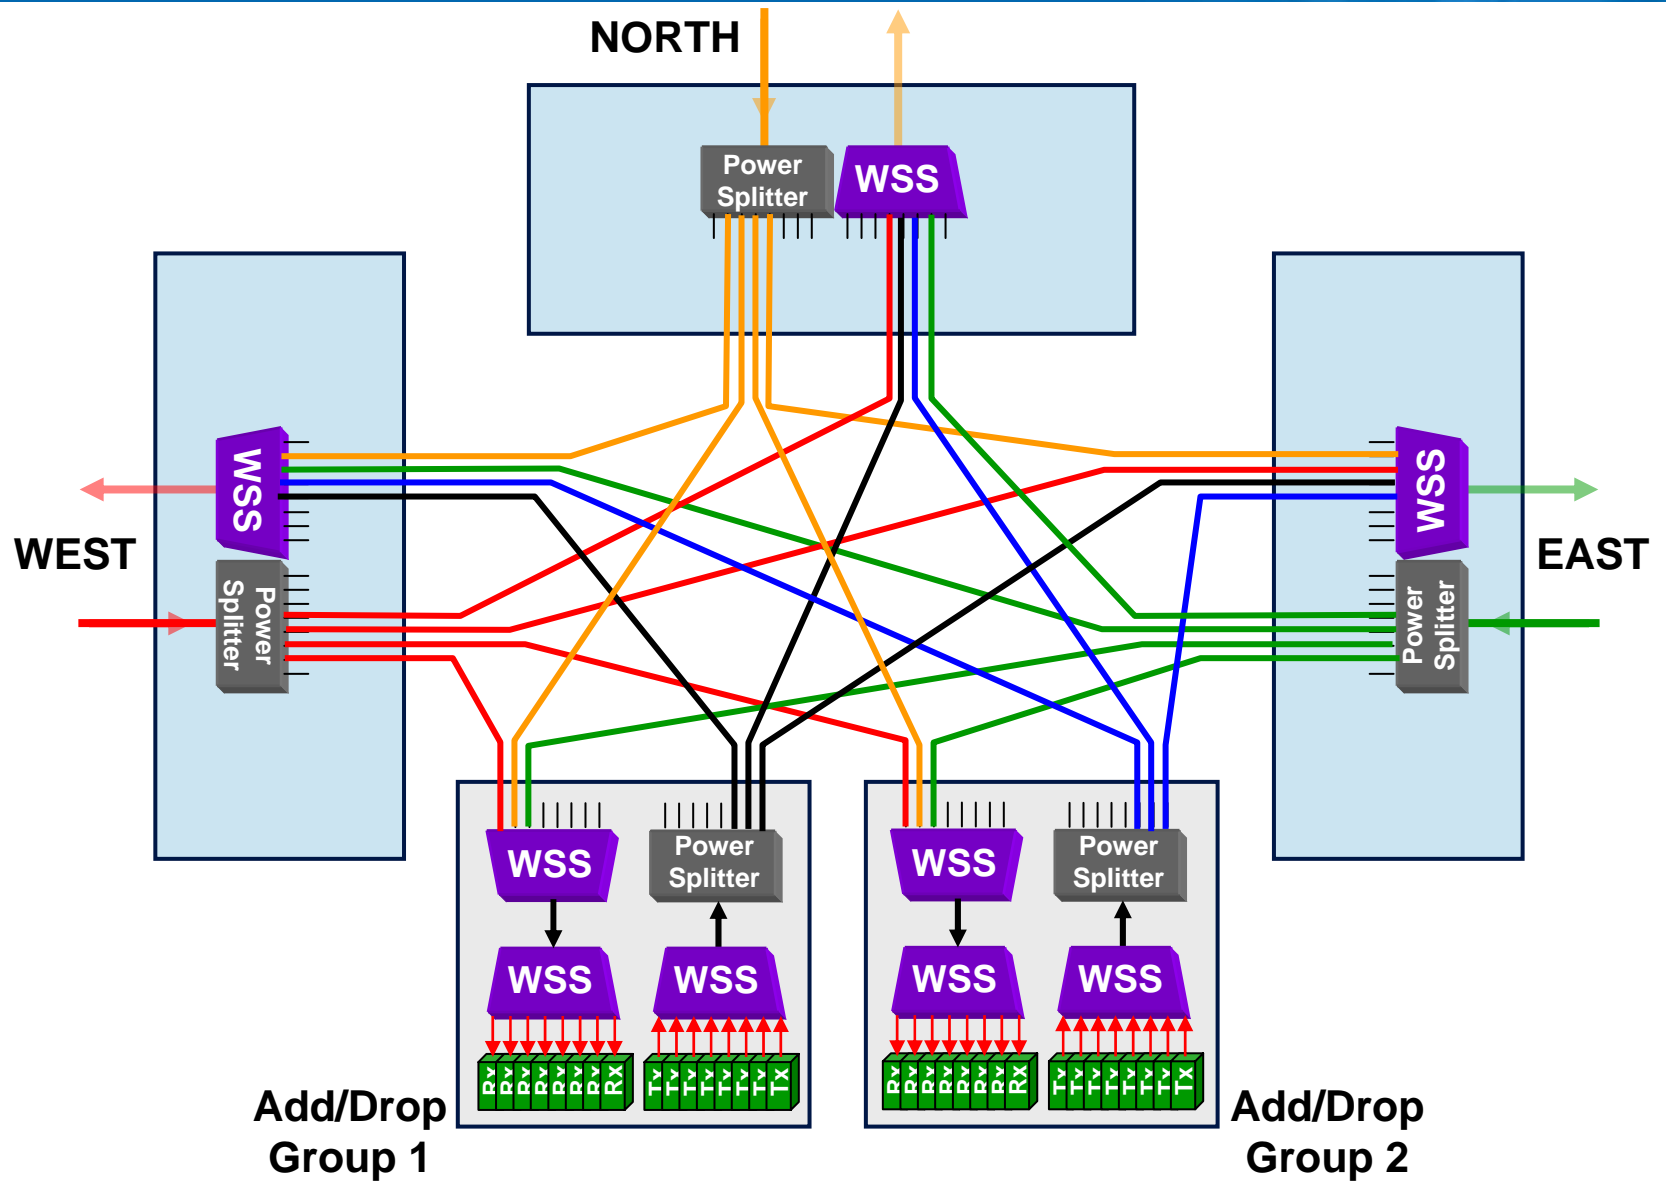 NORTH
Power
Splitter
WSS
WSS
WEST
Power
Splitter
WSS
EAST
Power
Splitter
WSS
Power
Splitter
WSS
Power
Splitter
WSS
WSS
WSS
WSS
Rx Rx Rx Rx Rx Rx Rx Rx
Tx Tx Tx Tx Tx Tx Tx Tx
Rx Rx Rx Rx Rx Rx Rx Rx
Tx Tx Tx Tx Tx Tx Tx Tx
Add/Drop
Group 1
Add/Drop
Group 2